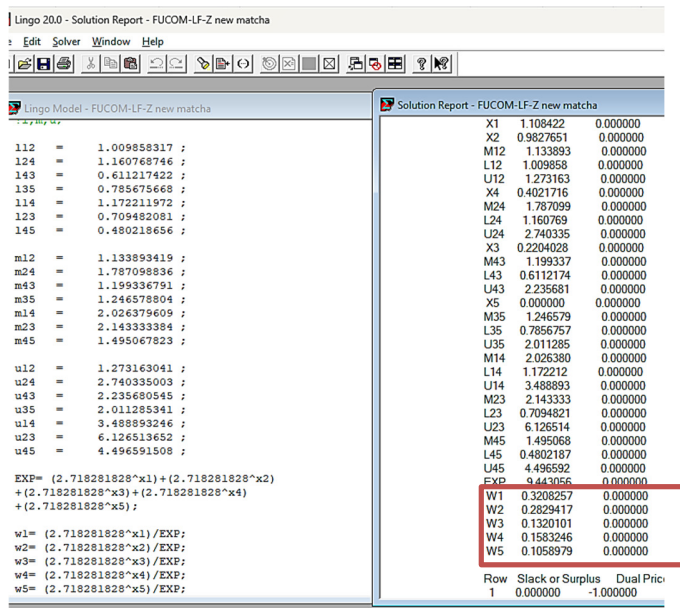 Lingo 20.0 - Solution Report - FUCOM-LF-Z new matcha
Edit Solver Window Help
Lingo Model - FUCOM-LF-Z new matcha
l12 = 1.009858317 ;
l24 = 1.160768746 ;
l43 = 0.611217422 ;
l35 = 0.785675668 ;
l14 = 1.172211972 ;
l23 = 0.709482081 ;
l45 = 0.480218656 ;
m12 = 1.133893419 ;
m24 = 1.787098836 ;
m43 = 1.199336791 ;
m35 = 1.246578804 ;
m14 = 2.026379609 ;
m23 = 2.143333384 ;
m45 = 1.495067823 ;
u12 = 1.273163041 ;
u24 = 2.740335003 ;
u43 = 2.235680545 ;
u35 = 2.011285341 ;
u14 = 3.488893246 ;
u23 = 6.126513652 ;
u45 = 4.496591508 ;
EXP= (2.718281828^x1)+(2.718281828^x2)
+(2.718281828^x3)+(2.718281828^x4)
+(2.718281828^x5);
w1= (2.718281828^x1)/EXP;
w2= (2.718281828^x2)/EXP;
w3= (2.718281828^x3)/EXP;
w4= (2.718281828^x4)/EXP;
w5= (2.718281828^x5)/EXP;
Solution Report - FUCOM-LF-Z new matcha
X1 1.108422 0.000000
X2 0.9827651 0.000000
M12 1.133893 0.000000
L12 1.009858 0.000000
U12 1.273163 0.000000
X4 0.4021716 0.000000
M24 1.787099 0.000000
L24 1.160769 0.000000
U24 2.740335 0.000000
X3 0.2204028 0.000000
M43 1.199337 0.000000
L43 0.6112174 0.000000
U43 2.235681 0.000000
X5 0.000000 0.000000
M35 1.246579 0.000000
L35 0.7856757 0.000000
U35 2.011285 0.000000
M14 2.026380 0.000000
L14 1.172212 0.000000
U14 3.488893 0.000000
M23 2.143333 0.000000
L23 0.7094821 0.000000
U23 6.126514 0.000000
M45 1.495068 0.000000
L45 0.4802187 0.000000
U45 4.496592 0.000000
EXP 9.443056 0.000000
W1 0.3208257 0.000000
W2 0.2829417 0.000000
W3 0.1320101 0.000000
W4 0.1583246 0.000000
W5 0.1058979 0.000000
Row Slack or Surplus Dual Price
1 0.000000 -1.000000